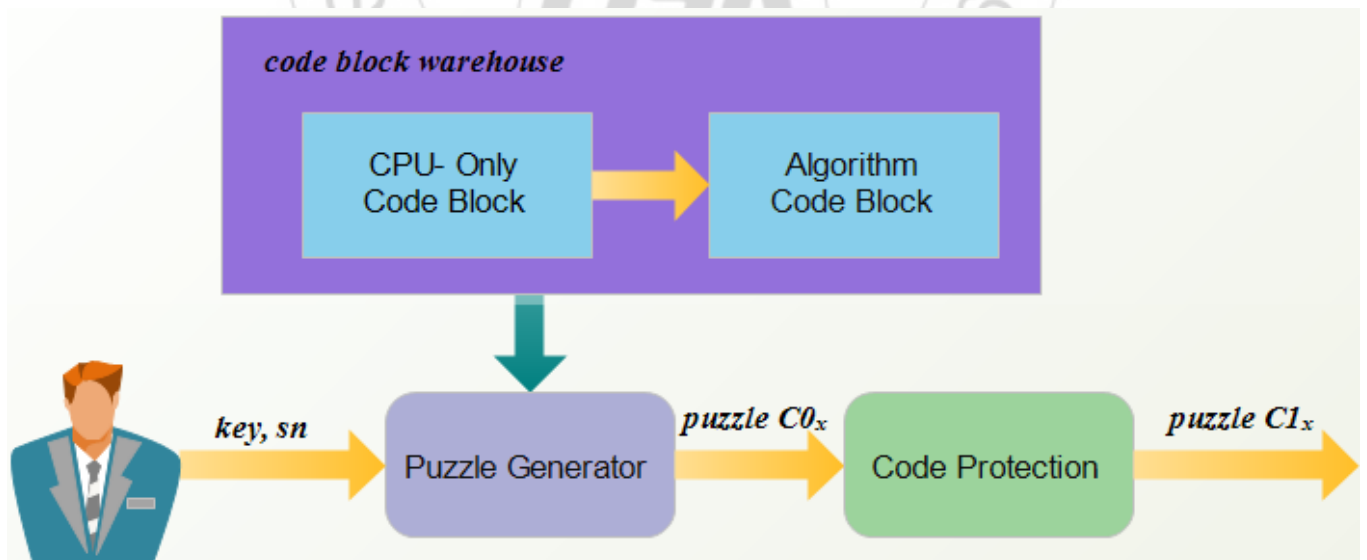 code block warehouse
CPU- Only
Code Block
Algorithm
Code Block
key, sn
Puzzle Generator
puzzle C0x
Code Protection
puzzle C1x